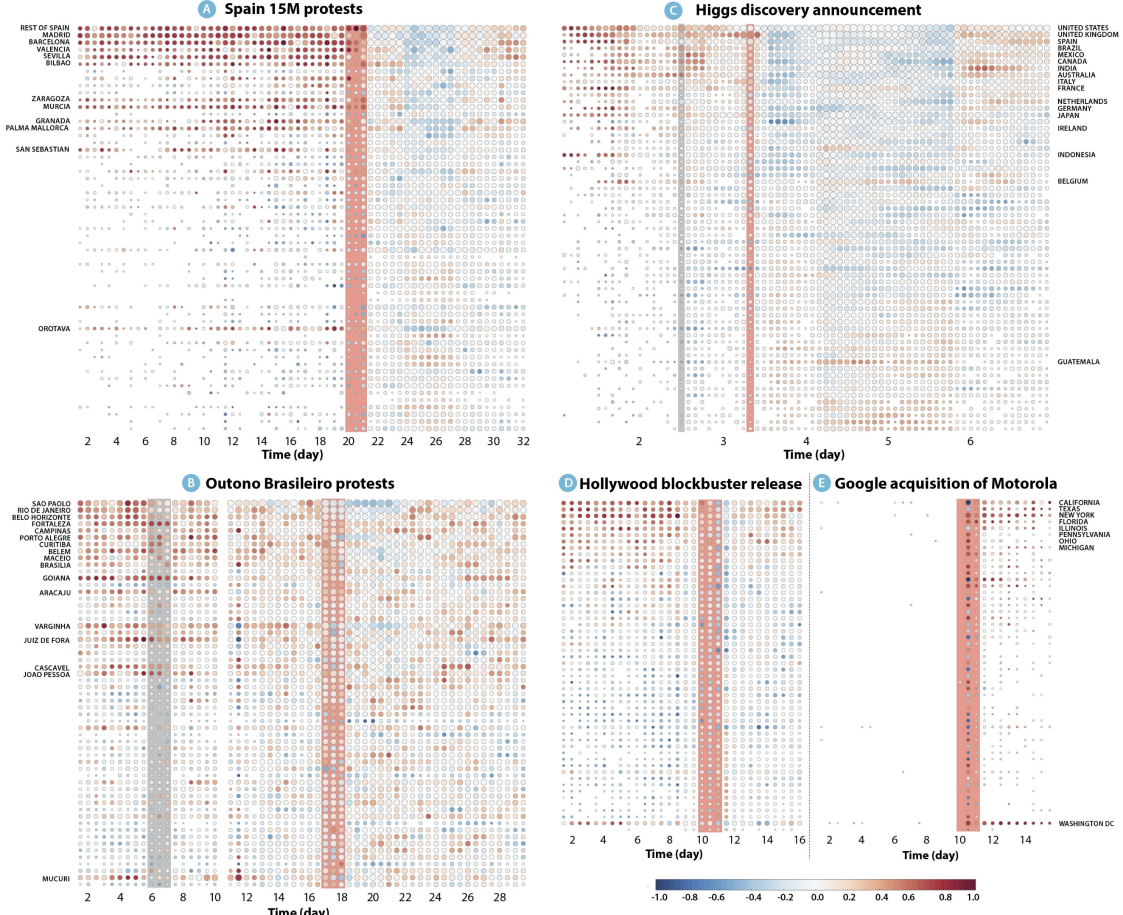 A Spain 15M protests
REST OF SPAIN
MADRID
BARCELONA
VALENCIA
SEVILLA
BILBAO
ZARAGOZA
MURCIA
GRANADA
PALMA MALLORCA
SAN SEBASTIAN
OROTAVA
2 4 6 8 10 12 14 16 18 20 22 24 26 28 30 32
Time (day)
C Higgs discovery announcement
UNITED STATES
UNITED KINGDOM
SPAIN
BRAZIL
MEXICO
CANADA
INDIA
AUSTRALIA
ITALY
FRANCE
NETHERLANDS
GERMANY
JAPAN
IRELAND
INDONESIA
BELGIUM
GUATEMALA
2 3 4 5 6
Time (day)
B Outono Brasileiro protests
SAO PAOLO
RIO DE JANEIRO
BELO HORIZONTE
FORTALEZA
CAMPINAS
PORTO ALEGRE
CURITIBA
BELEM
MACEIO
BRASILIA
GOIANA
ARACAJU
VARGINHA
JUIZ DE FORA
CASCAVEL
JOAO PESSOA
MUCURI
2 4 6 8 10 12 14 16 18 20 22 24 26 28
Time (day)
D Hollywood blockbuster release
2 4 6 8 10 12 14 16
Time (day)
E Google acquisition of Motorola
CALIFORNIA
TEXAS
NEW YORK
FLORIDA
ILLINOIS
PENNSYLVANIA
OHIO
MICHIGAN
WASHINGTON DC
2 4 6 8 10 12 14
Time (day)
-1.0 -0.8 -0.6 -0.4 -0.2 0.0 0.2 0.4 0.6 0.8 1.0